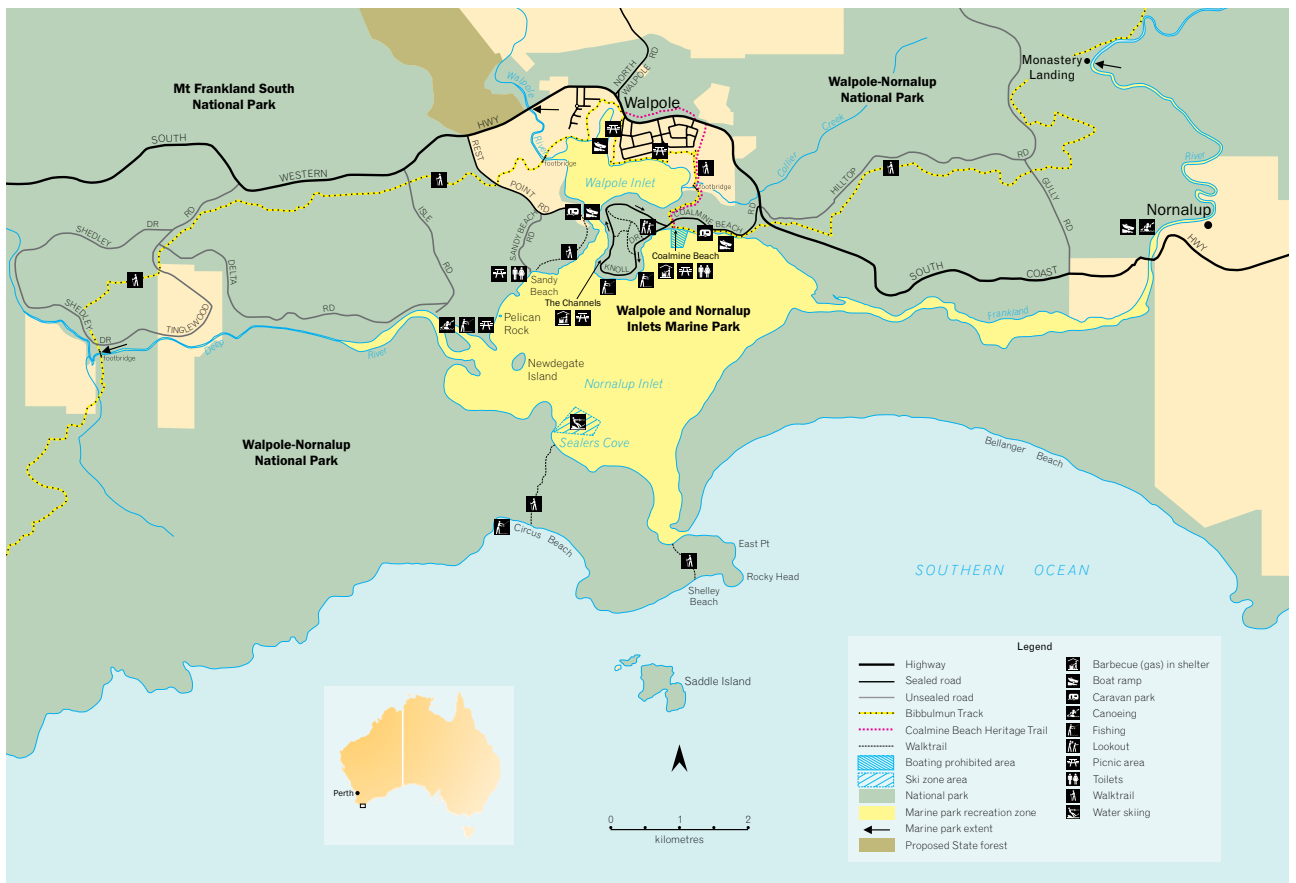 Mt Frankland South
National Park
Walpole-Nornalup
National Park
Monastery
Landing
Walpole
NORTH
WALPOLE
RD
Walpole
River
HWY
SOUTH
WESTERN
REST
POINT
RD
footbridge
Walpole Inlet
footbridge
Collier
Creek
HILLTOP
RD
GULLY
RD
River
Nornalup
HWY
SOUTH
COAST
COALMINE BEACH
RD
SANDY BEACH
RD
ISLE
RD
SHEDLEY
DR
RD
DELTA
RD
SHEDLEY
DR
TINGLEWOOD
footbridge
Deep
River
KNOLL
DRIVE
Coalmine Beach
Sandy
Beach
The Channels
Pelican
Rock
Walpole and Nornalup
Inlets Marine Park
Frankland
Newdegate
Island
Nornalup Inlet
Sealers Cove
Walpole-Nornalup
National Park
Circus Beach
Bellanger Beach
East Pt
Rocky Head
Shelley
Beach
SOUTHERN OCEAN
Saddle Island
Perth
0 1 2
kilometres
Legend
Highway
Sealed road
Unsealed road
Bibbulmun Track
Coalmine Beach Heritage Trail
Walktrail
Boating prohibited area
Ski zone area
National park
Marine park recreation zone
Marine park extent
Proposed State forest
Barbecue (gas) in shelter
Boat ramp
Caravan park
Canoeing
Fishing
Lookout
Picnic area
Toilets
Walktrail
Water skiing